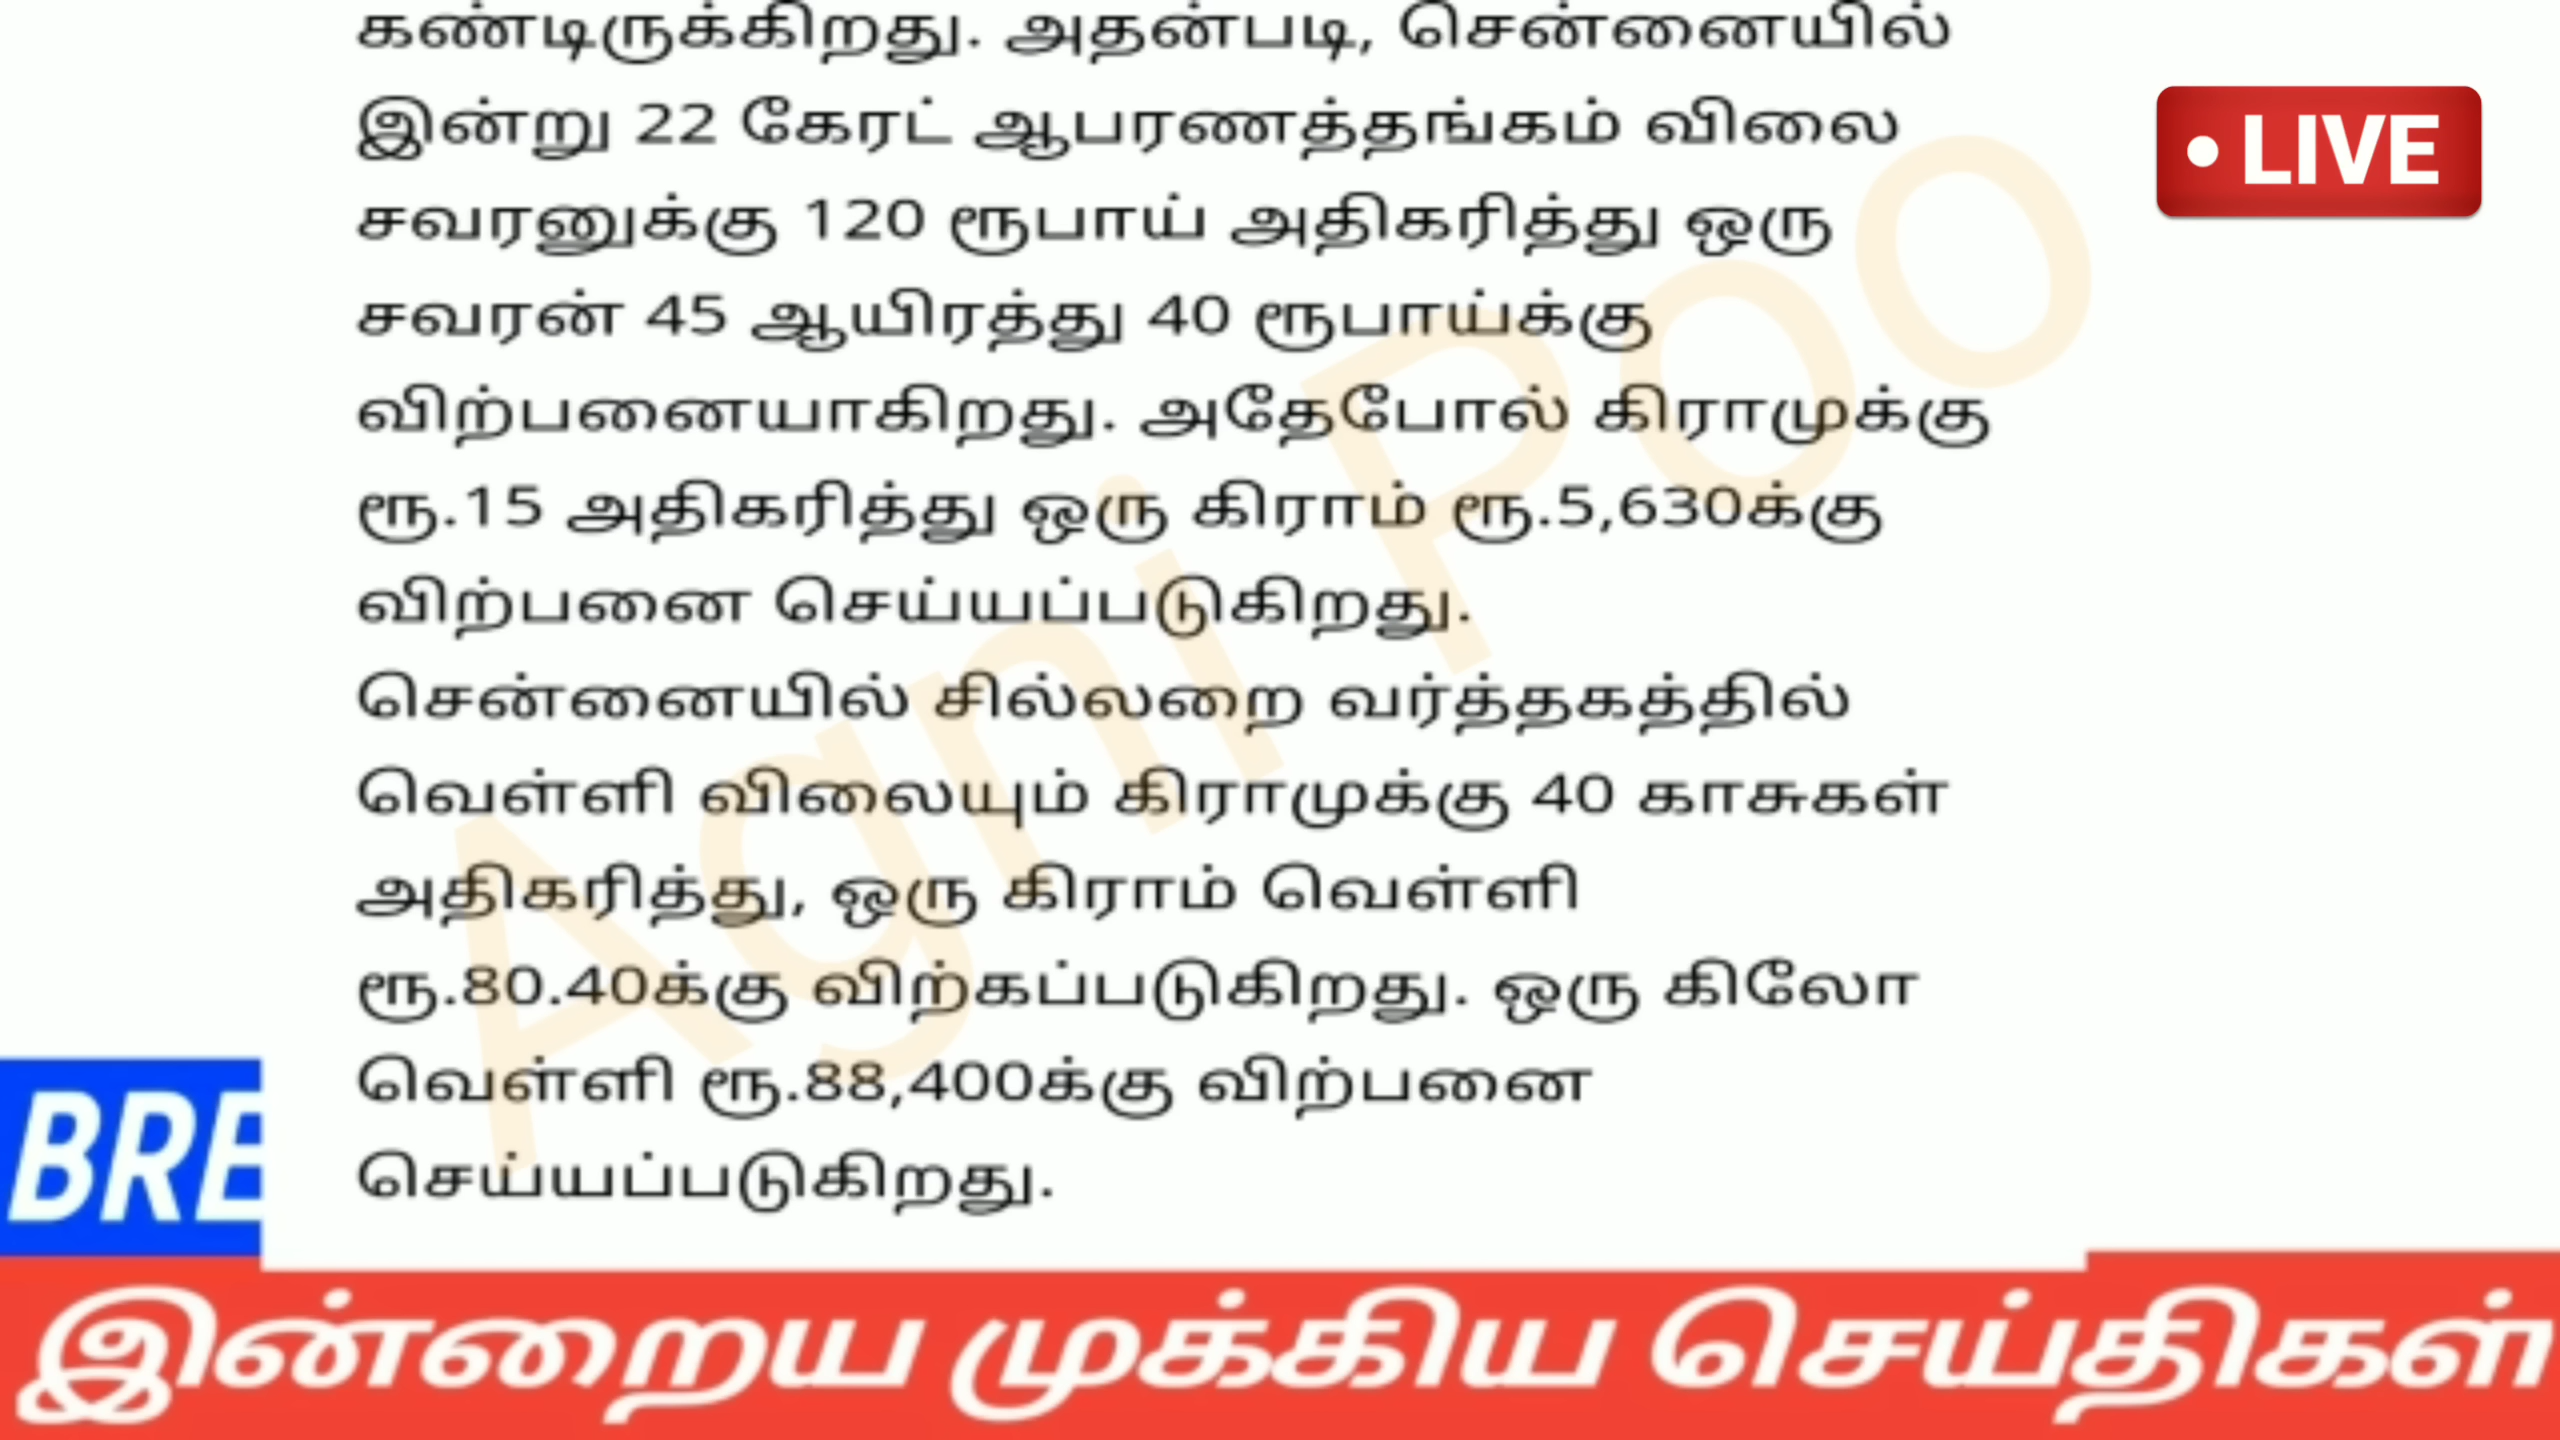 கண்டிருக்கிறது. அதன்படி, சென்னையில்
இன்று 22 கேரட் ஆபரணத்தங்கம் விலை
சவரனுக்கு 120 ரூபாய் அதிகரித்து ஒரு
சவரன் 45 ஆயிரத்து 40 ரூபாய்க்கு
விற்பனையாகிறது. அதேபோல் கிராமுக்கு
ரூ.15 அதிகரித்து ஒரு கிராம் ரூ.5,630க்கு
விற்பனை செய்யப்படுகிறது.
சென்னையில் சில்லறை வர்த்தகத்தில்
வெள்ளி விலையும் கிராமுக்கு 40 காசுகள்
அதிகரித்து, ஒரு கிராம் வெள்ளி
ரூ.80.40க்கு விற்கப்படுகிறது. ஒரு கிலோ
வெள்ளி ரூ.88,400க்கு விற்பனை
செய்யப்படுகிறது.
• LIVE
Agni Poo
BRE
இன்றைய முக்கிய செய்திகள்